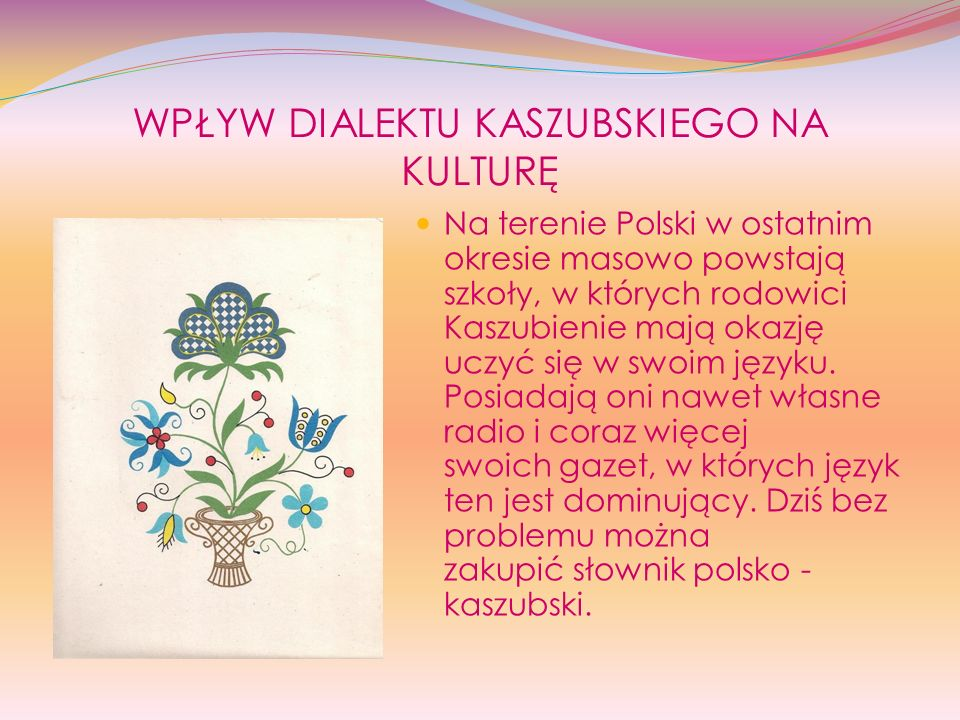 WPŁYW DIALEKTU KASZUBSKIEGO NA
KULTURĘ
Na terenie Polski w ostatnim
okresie masowo powstają
szkoły, w których rodowici
Kaszubienie mają okazję
uczyć się w swoim języku.
Posiadają oni nawet własne
radio i coraz więcej
swoich gazet, w których język
ten jest dominujący. Dziś bez
problemu można
zakupić słownik polsko -
kaszubski.